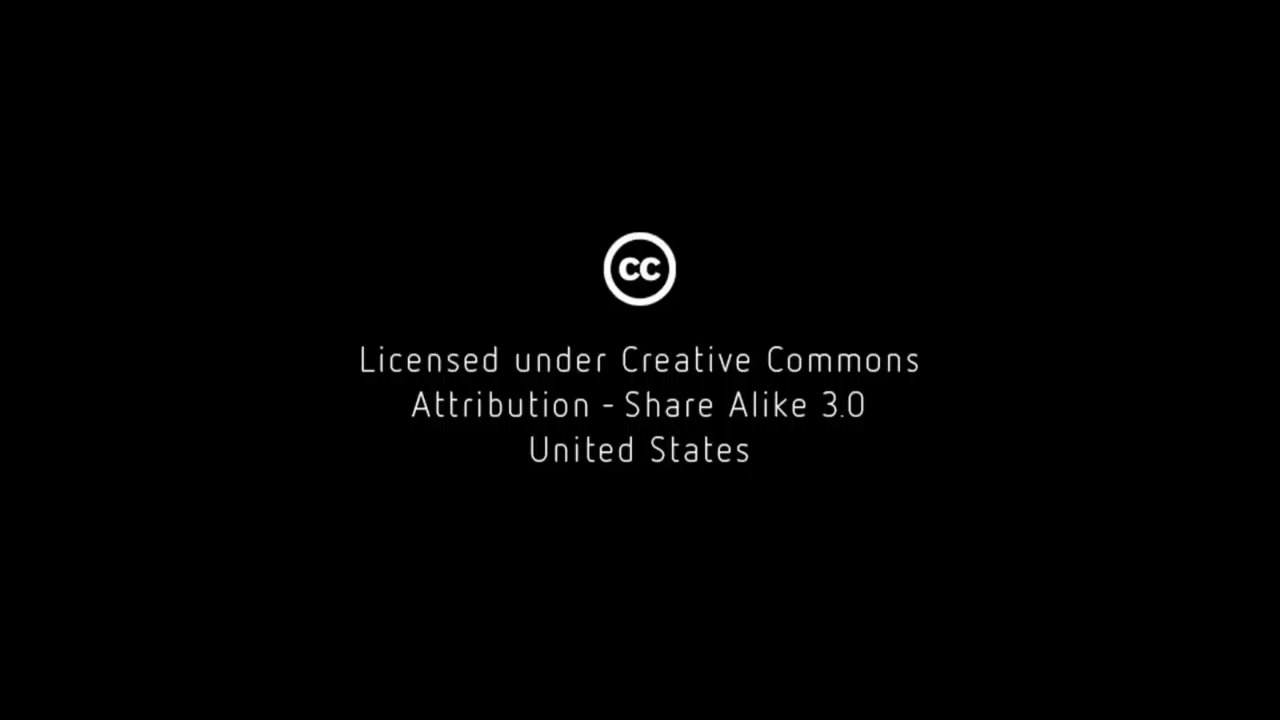 cc
Licensed under Creative Commons
Attribution - Share Alike 3.0
United States